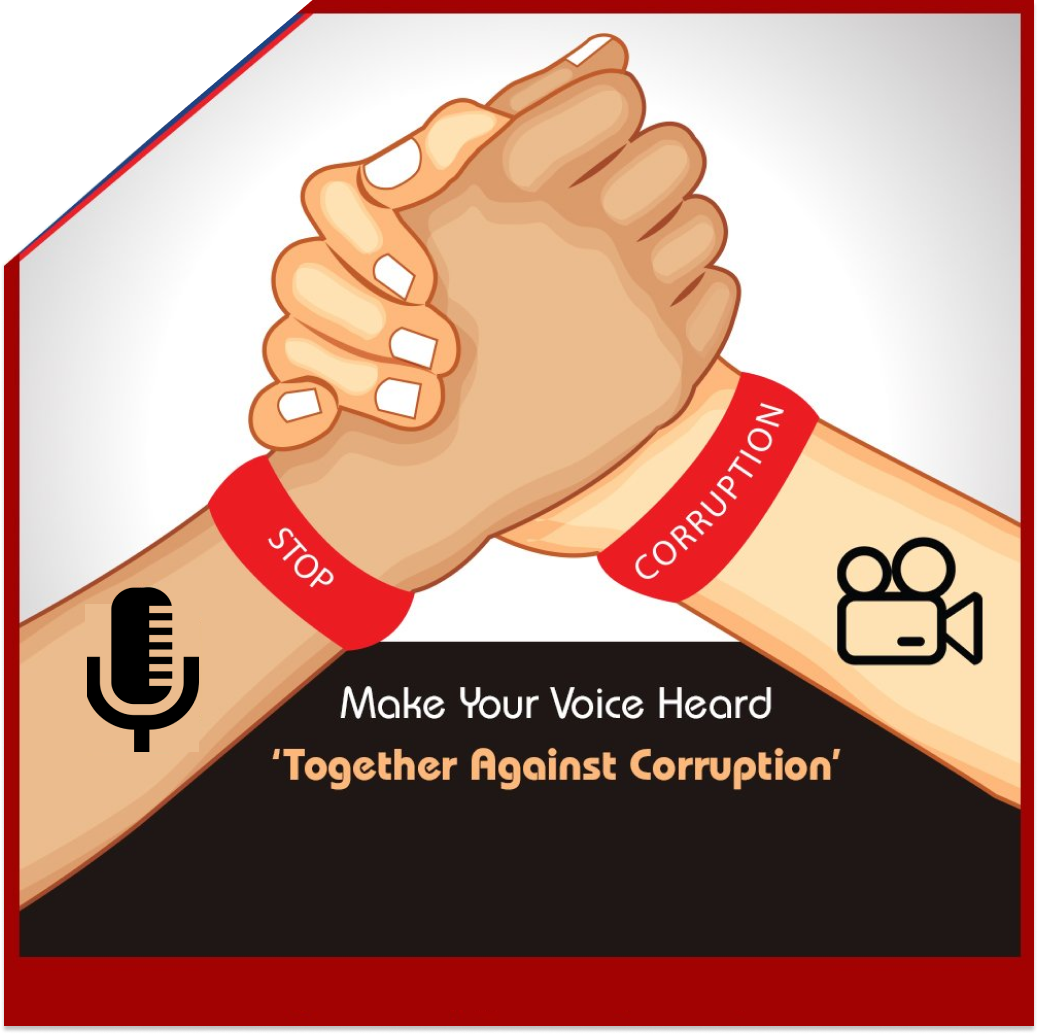 STOP
CORRUPTION
Make Your Voice Heard
‘Together Against Corruption’